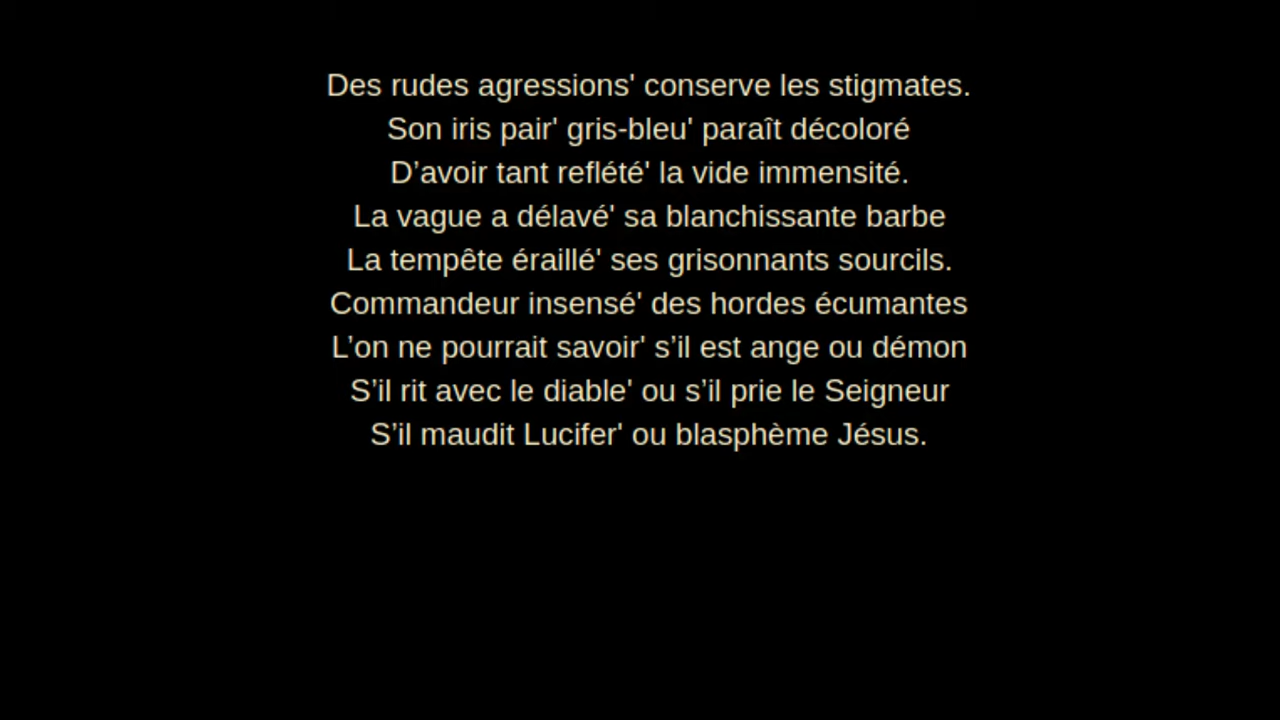 Des rudes agressions' conserve les stigmates.
Son iris pair' gris-bleu' paraît décoloré
D’avoir tant reflété' la vide immensité.
La vague a délavé' sa blanchissante barbe
La tempête éraillé' ses grisonnants sourcils.
Commandeur insensé' des hordes écumantes
L’on ne pourrait savoir' s’il est ange ou démon
S’il rit avec le diable' ou s’il prie le Seigneur
S’il maudit Lucifer' ou blasphème Jésus.